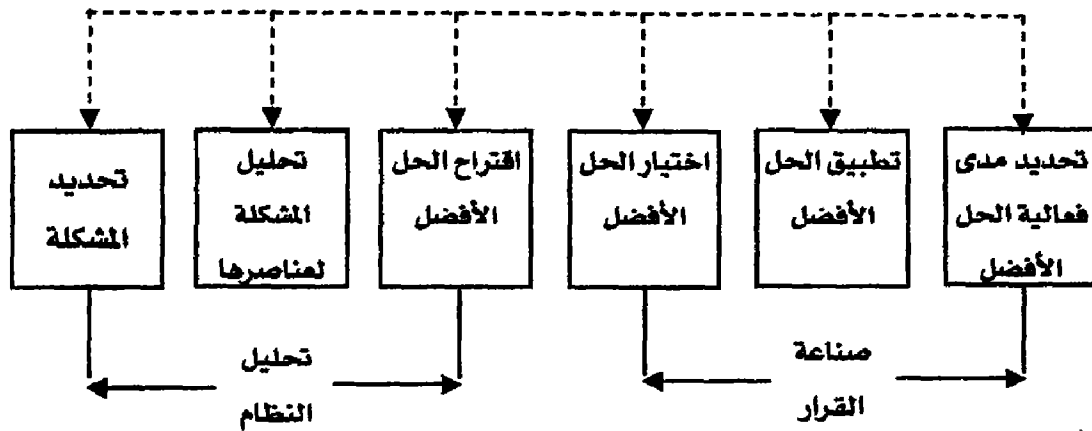 تحديد
المشكلة
تحليل
المشكلة
لعناصرها
اقتراح الحل
الأفضل
اختيار الحل
الأفضل
تطبيق الحل
الأفضل
تحديد مدى
فعالية الحل
الأفضل
تحليل
النظام
صناعة
القرار